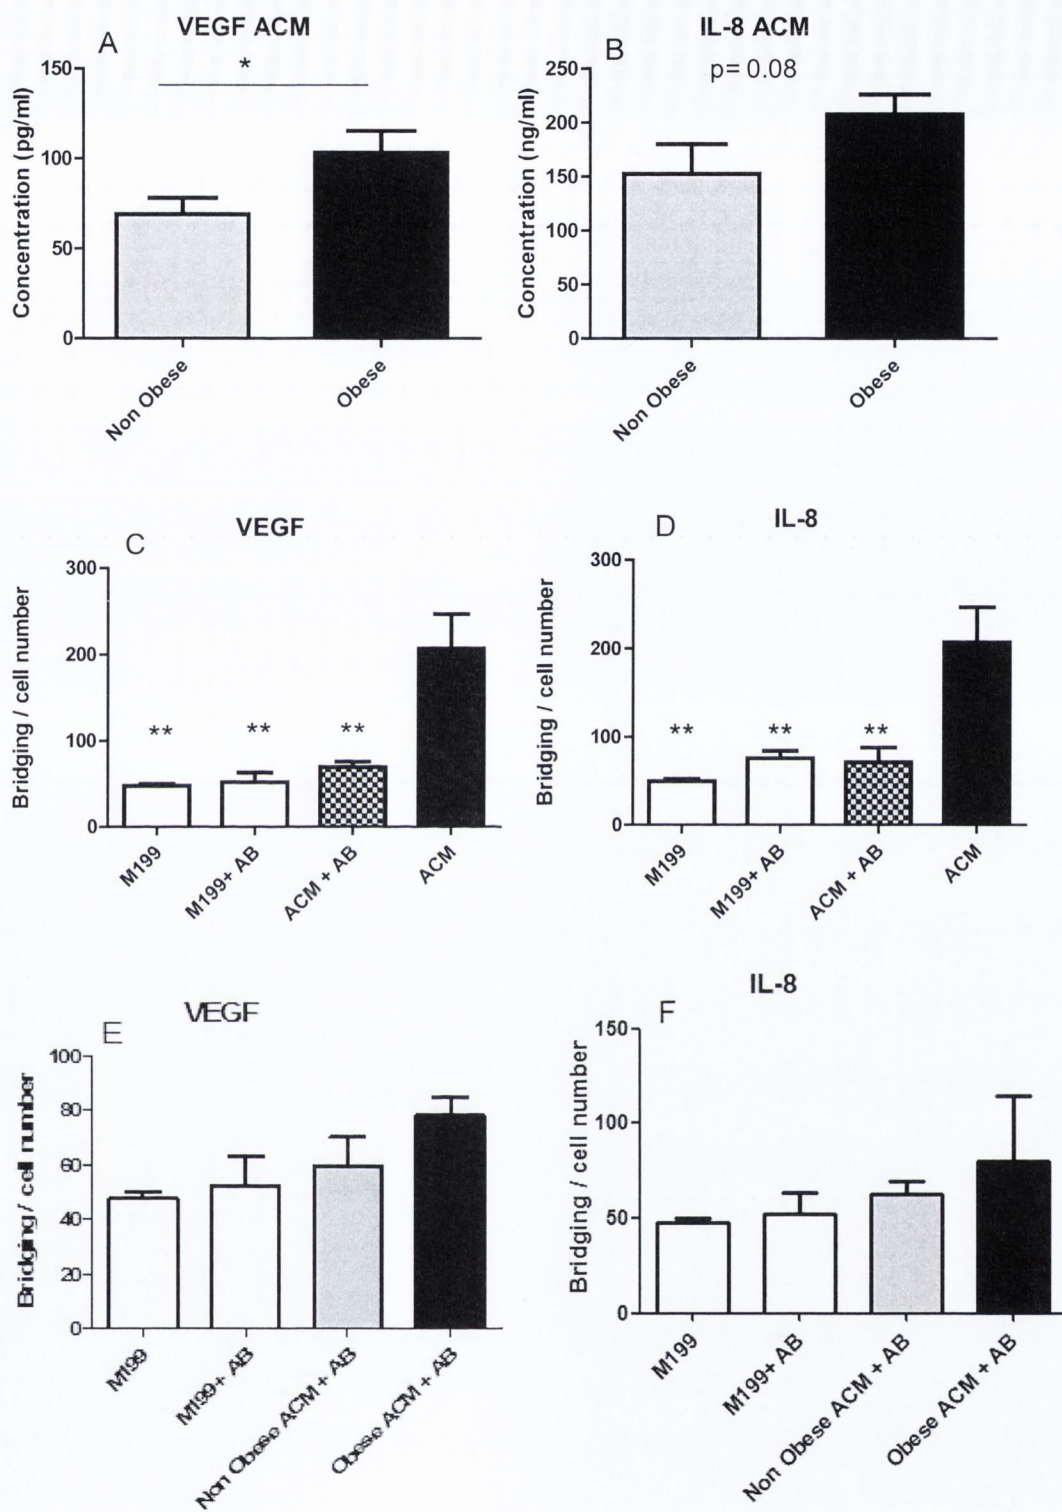 A
VEGF ACM
*
Concentration (pg/ml)
150
100
50
0
Non Obese
Obese
B
IL-8 ACM
p= 0.08
Concentration (ng/ml)
250
200
150
100
50
0
Non Obese
Obese
C
VEGF
Bridging / cell number
300
200
100
0
**
**
**
M199
M199+ AB
ACM + AB
ACM
D
IL-8
Bridging / cell number
300
200
100
0
**
**
**
M199
M199+ AB
ACM + AB
ACM
E
VEGF
Bridging / cell number
100
80
60
40
20
0
M199
M199+ AB
Non Obese ACM + AB
Obese ACM + AB
F
IL-8
Bridging / cell number
150
100
50
0
M199
M199+ AB
Non Obese ACM + AB
Obese ACM + AB